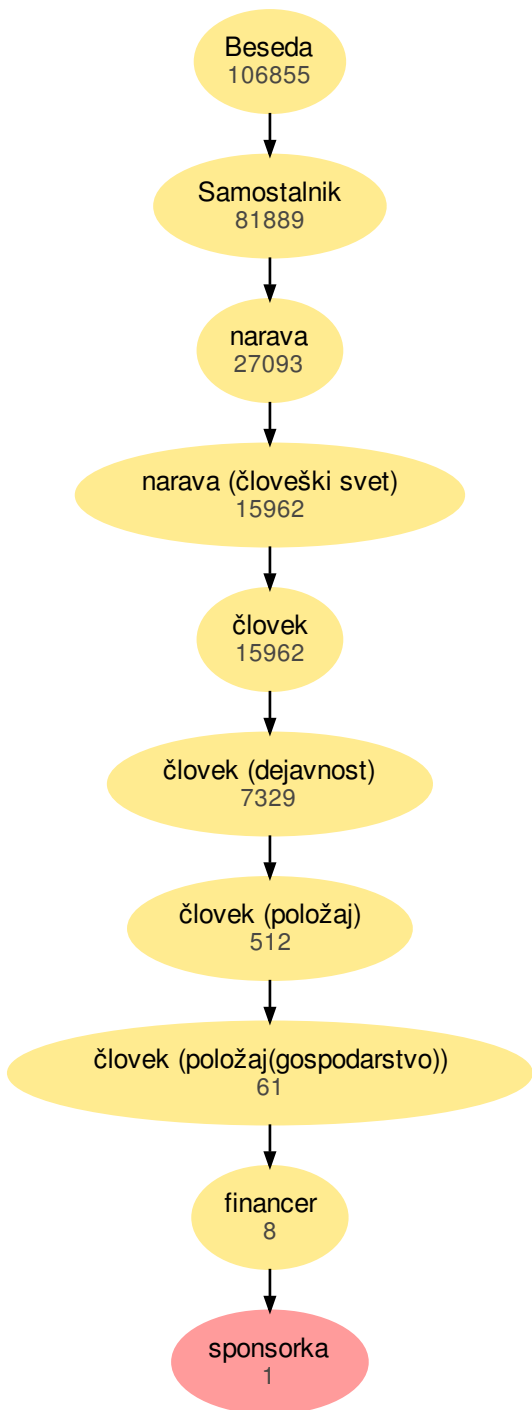 Beseda
106855
Samostalnik
81889
narava
27093
narava (človeški svet)
15962
človek
15962
človek (dejavnost)
7329
človek (položaj)
512
človek (položaj(gospodarstvo))
61
financer
8
sponsorka
1